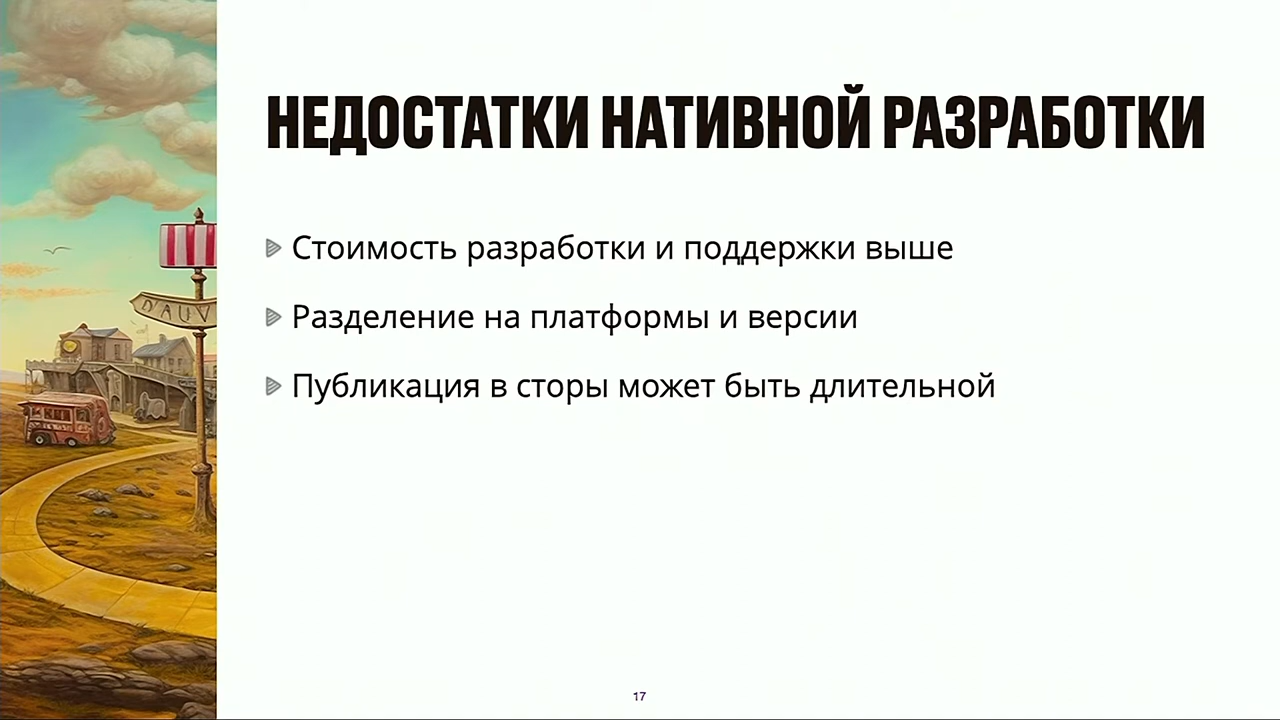 НЕДОСТАТКИ НАТИВНОЙ РАЗРАБОТКИ
Стоимость разработки и поддержки выше
Разделение на платформы и версии
Публикация в сторы может быть длительной
17